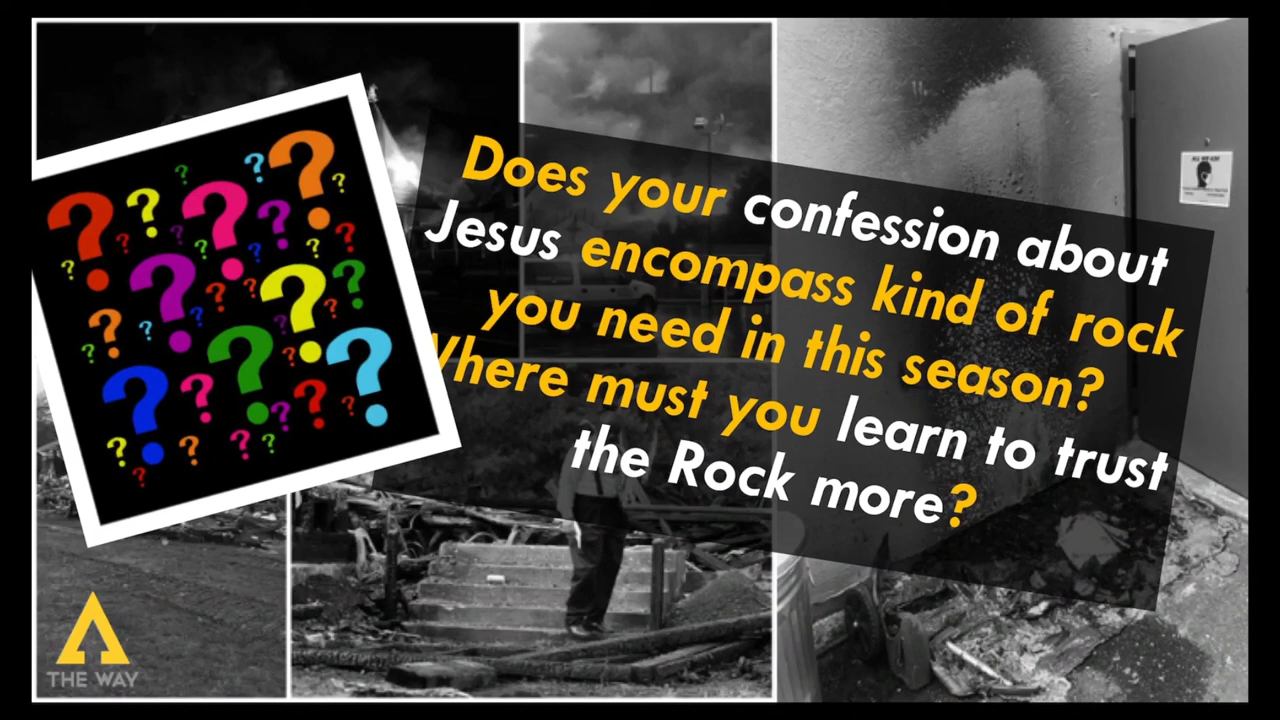 Does your confession about
Jesus encompass kind of rock
you need in this season?
Where must you learn to trust
the Rock more?
THE WAY